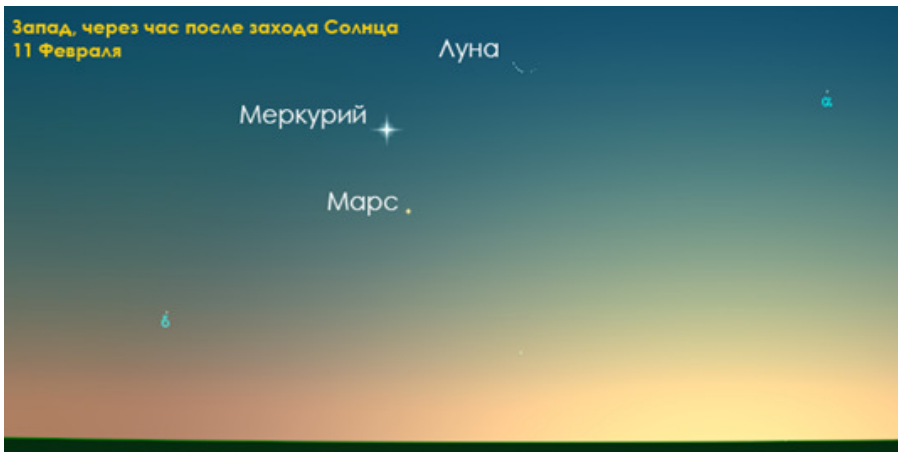 Запад, через час после захода Солнца
11 Февраля
Луна
α
Меркурий
Марс
δ